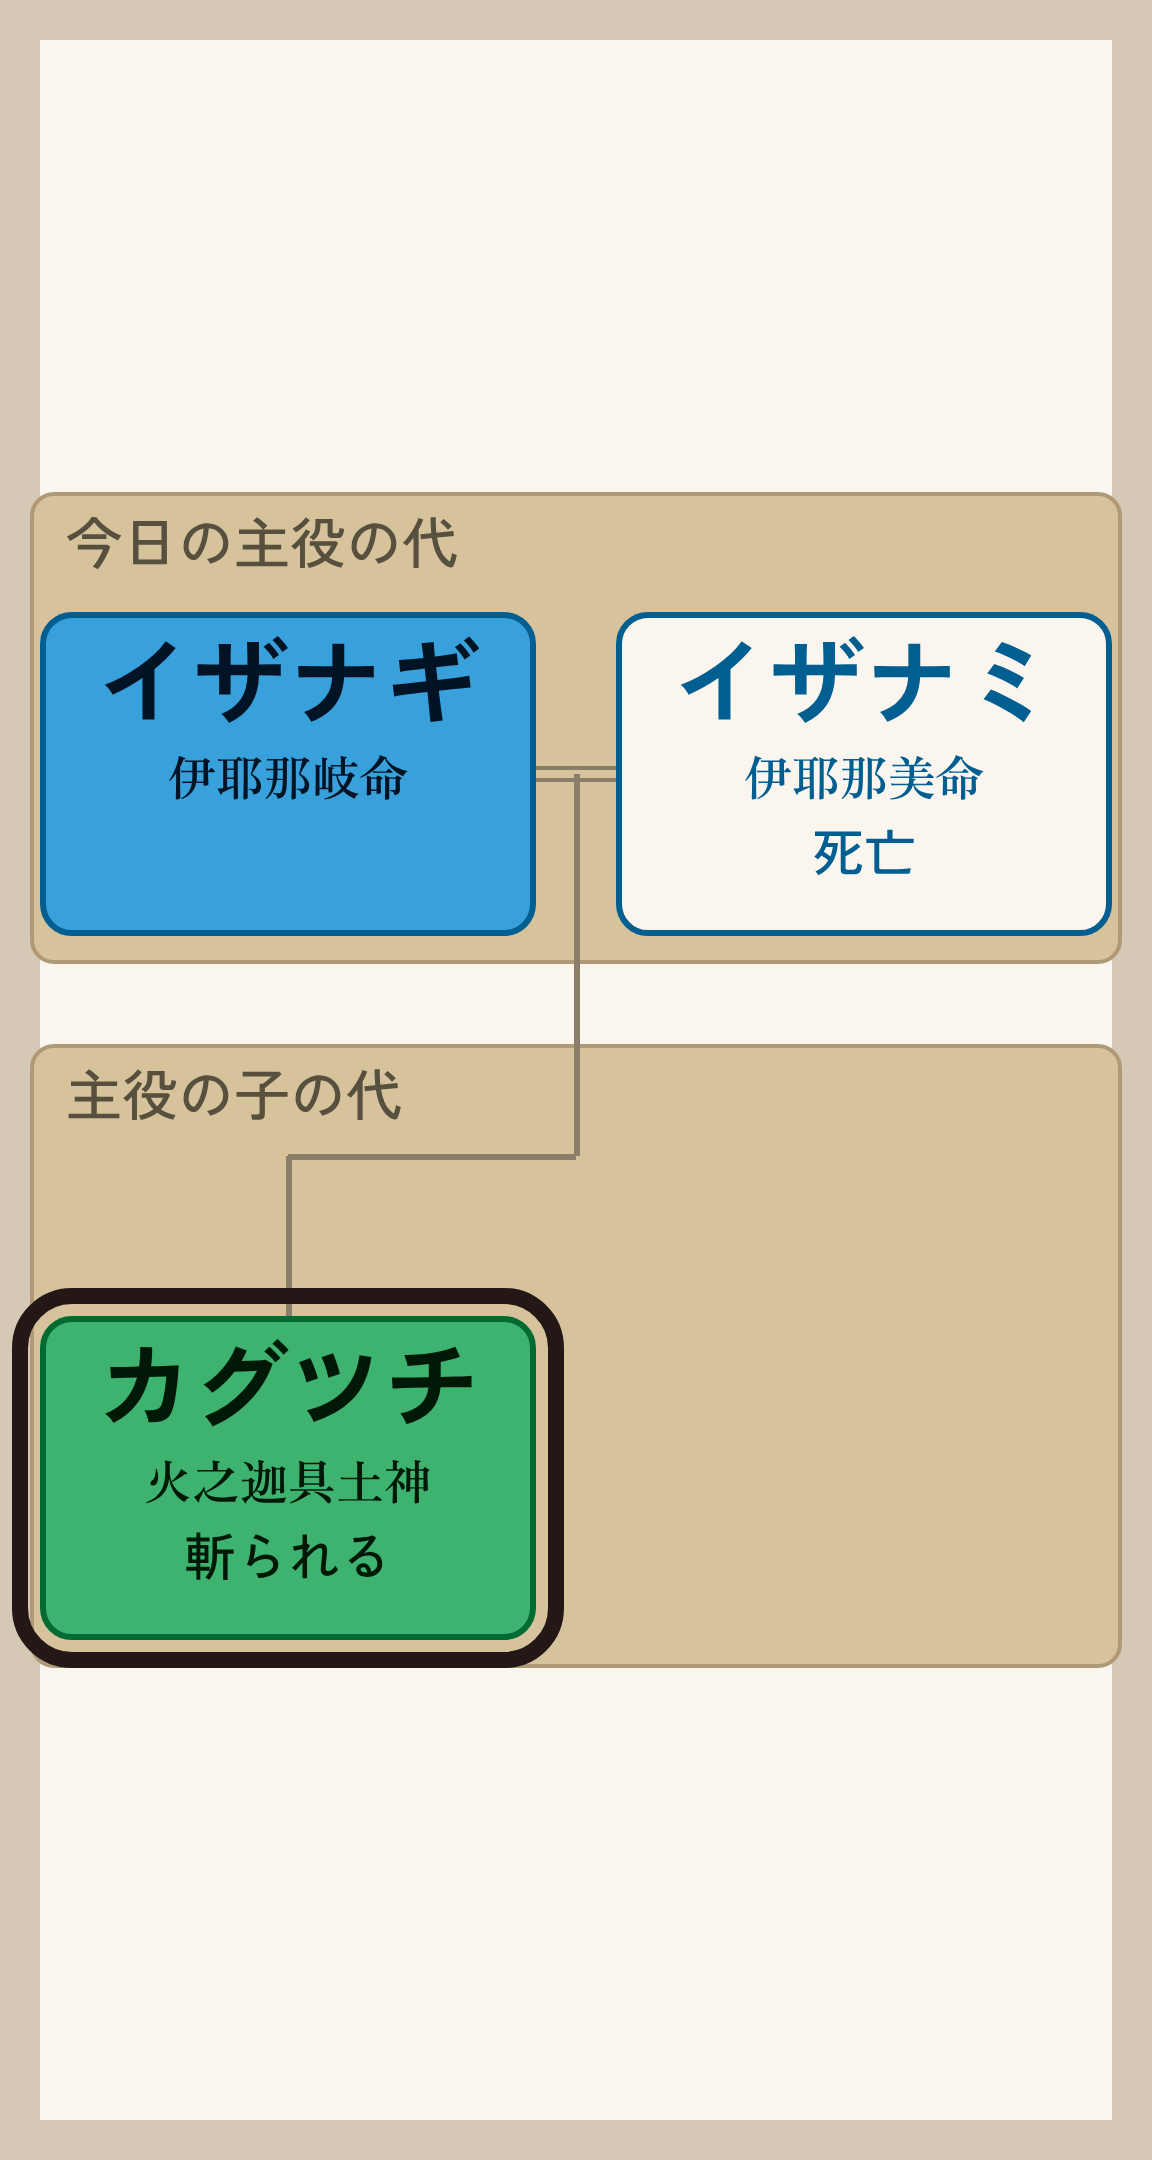 今日の主役の代
イザナギ
伊耶那岐命
イザナミ
伊耶那美命
死亡
主役の子の代
カグツチ
火之迦具土神
斬られる